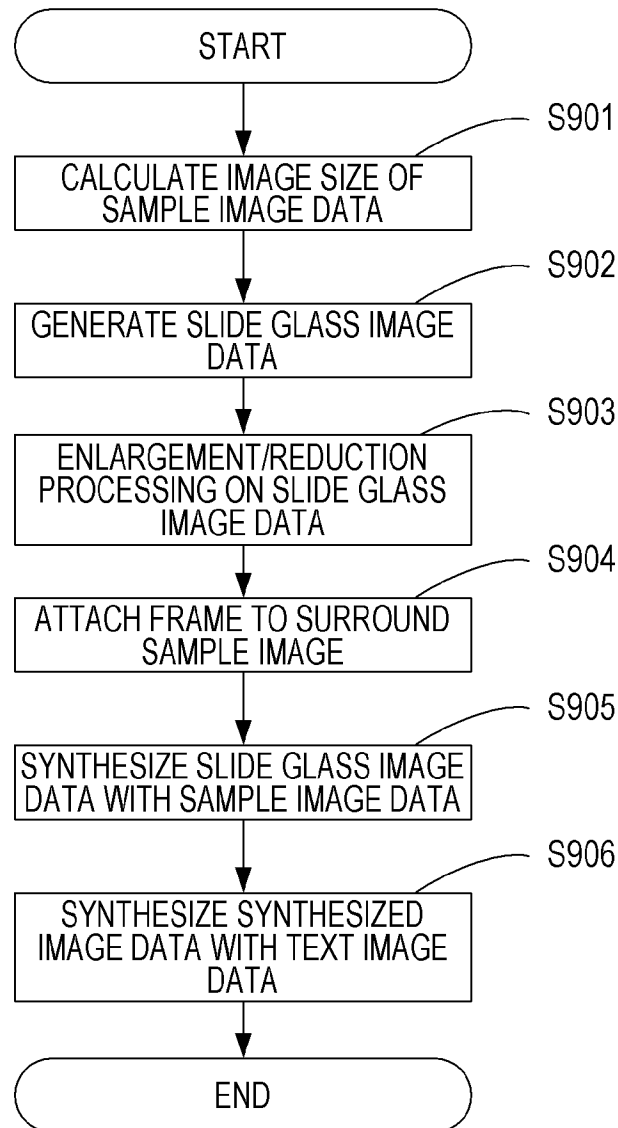 START
S901
CALCULATE IMAGE SIZE OF
SAMPLE IMAGE DATA
S902
GENERATE SLIDE GLASS IMAGE
DATA
S903
ENLARGEMENT/REDUCTION
PROCESSING ON SLIDE GLASS
IMAGE DATA
S904
ATTACH FRAME TO SURROUND
SAMPLE IMAGE
S905
SYNTHESIZE SLIDE GLASS IMAGE
DATA WITH SAMPLE IMAGE DATA
S906
SYNTHESIZE SYNTHESIZED
IMAGE DATA WITH TEXT IMAGE
DATA
END